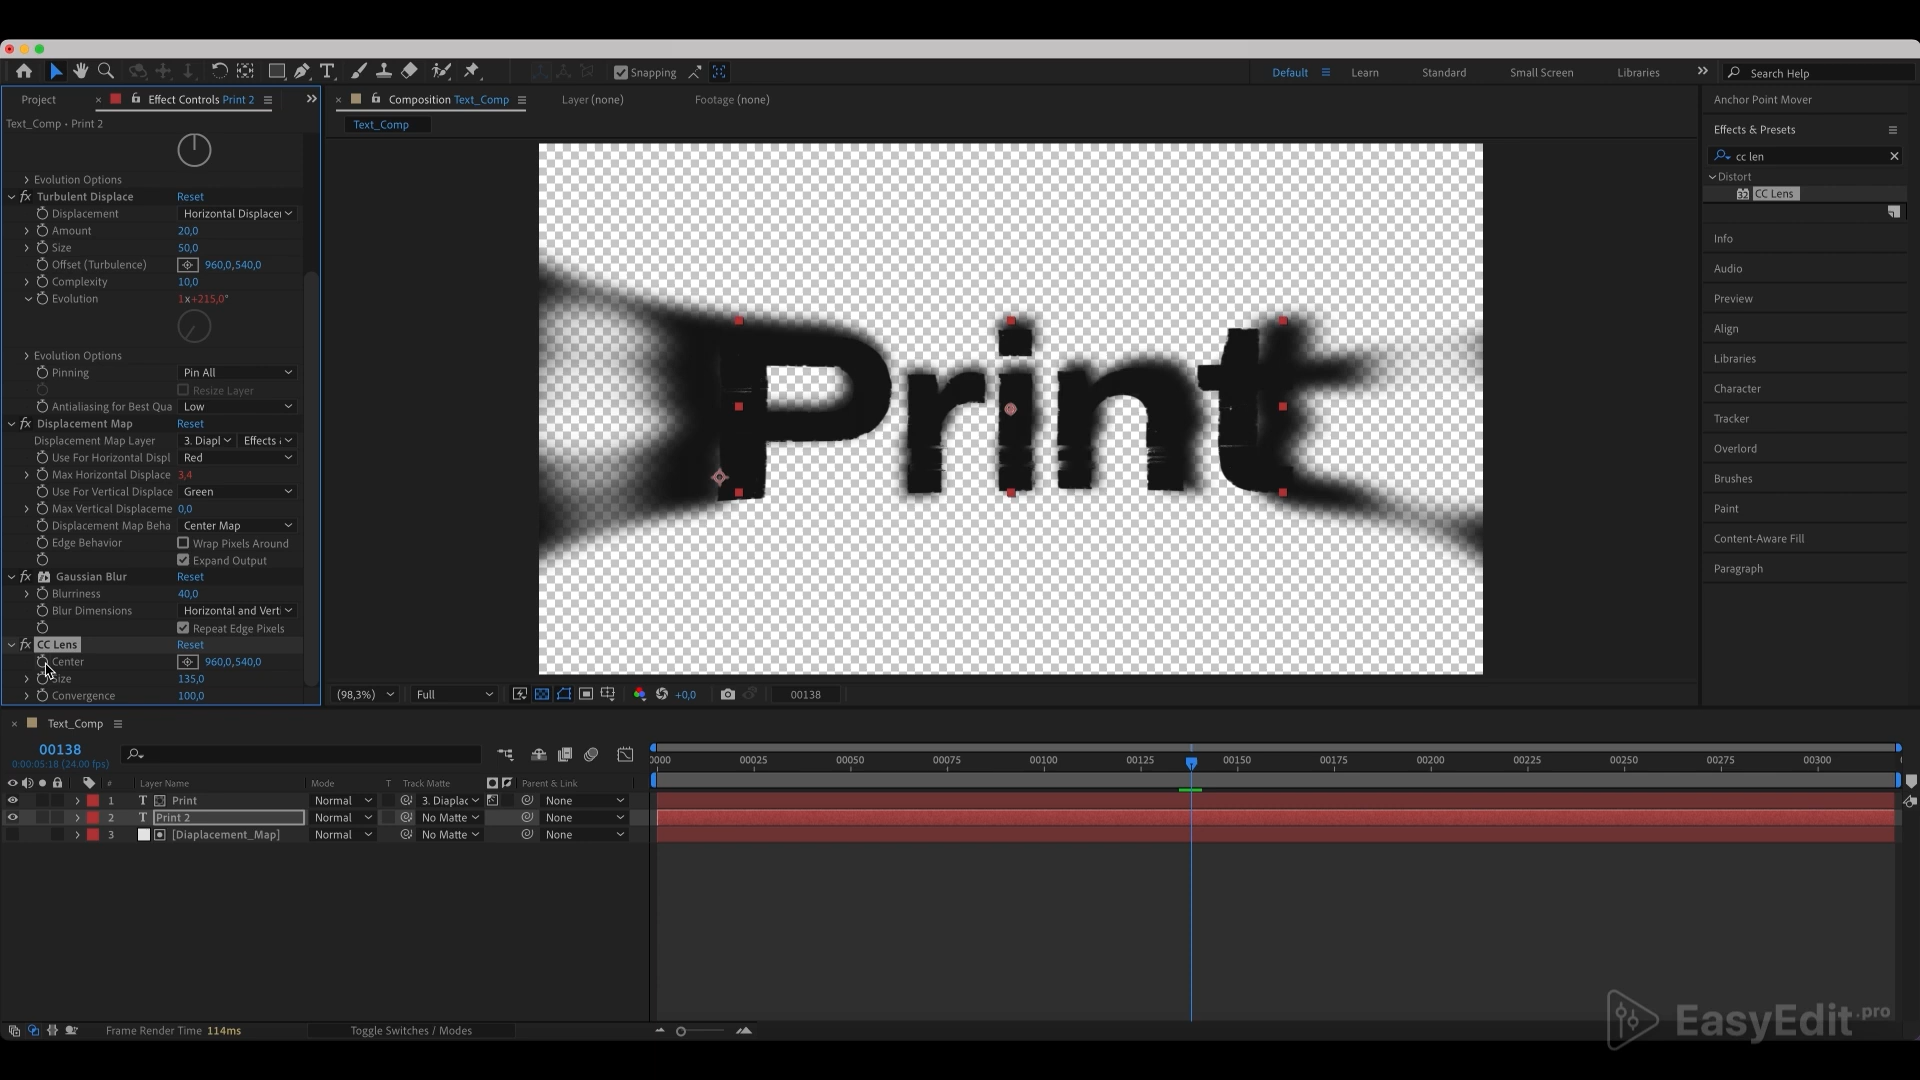 Snapping
Default
Learn
Standard
Small Screen
Libraries
Search Help
Project
Effect Controls Print 2
Composition Text_Comp
Layer (none)
Footage (none)
Anchor Point Mover
Text_Comp • Print 2
Text_Comp
Effects & Presets
cc len
Distort
CC Lens
Evolution Options
Turbulent Displace
Reset
Displacement
Horizontal Displacer
Amount
20,0
Size
50,0
Offset (Turbulence)
960,0,540,0
Complexity
10,0
Evolution
1x+215,0°
Evolution Options
Pinning
Pin All
Resize Layer
Antialiasing for Best Qua
Low
Displacement Map
Reset
Displacement Map Layer
3. Diapl
Effects
Use For Horizontal Displ
Red
Max Horizontal Displace
3,4
Use For Vertical Displace
Green
Max Vertical Displaceme
0,0
Displacement Map Beha
Center Map
Edge Behavior
Wrap Pixels Around
Expand Output
Gaussian Blur
Reset
Blurriness
40,0
Blur Dimensions
Horizontal and Verti
Repeat Edge Pixels
CC Lens
Reset
Center
960,0,540,0
Size
135,0
Convergence
100,0
Print
Info
Audio
Preview
Align
Libraries
Character
Tracker
Overlord
Brushes
Paint
Content-Aware Fill
Paragraph
(98,3%)
Full
+0,0
00138
Text_Comp
00138
0:00:05:18 (24.00 fps)
0000
00025
00050
00075
00100
00125
00150
00175
00200
00225
00250
00275
00300
#
Layer Name
Mode
T
Track Matte
Parent & Link
1
T
Print
Normal
3. Diaplac
None
2
T
Print 2
Normal
No Matte
None
3
[Diaplacement_Map]
Normal
No Matte
None
Frame Render Time 114ms
Toggle Switches / Modes
EasyEdit.pro